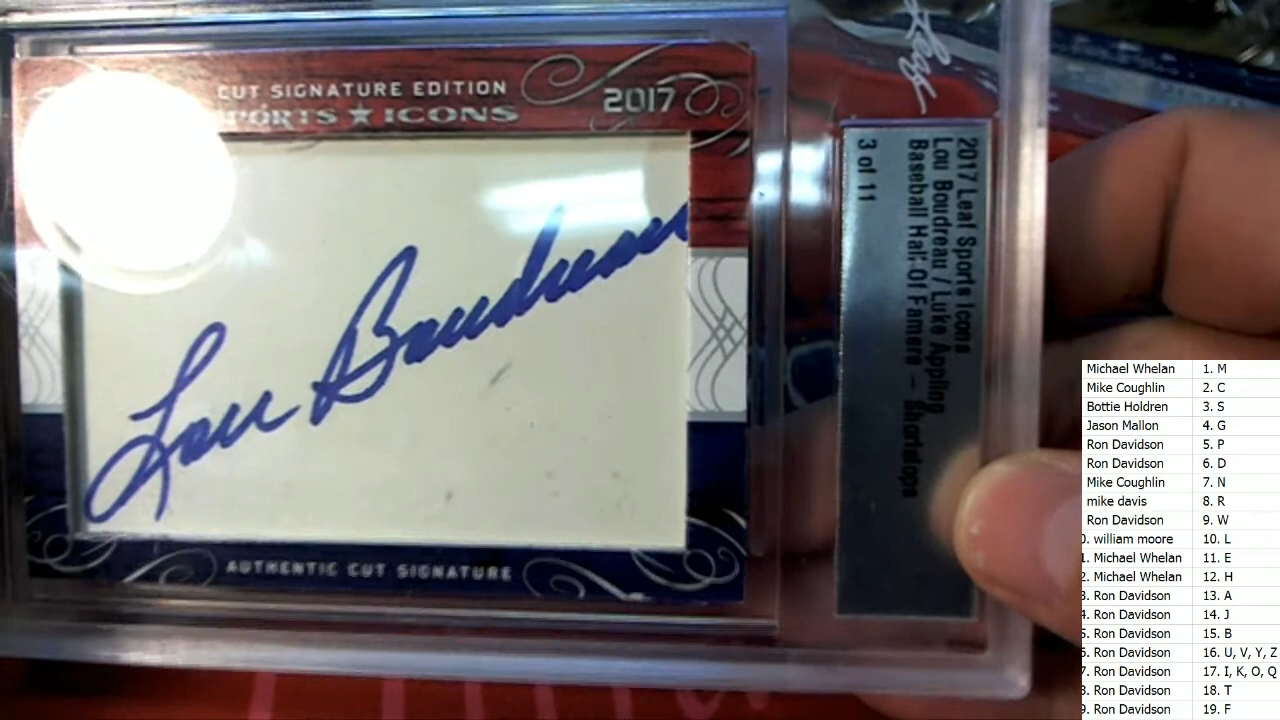 CUT SIGNATURE EDITION
2017
SPORTS ★ ICONS
Lou Boudreau
AUTHENTIC CUT SIGNATURE
2017 Leaf Sports Icons
Lou Boudreau / Luke Appling
Baseball Hall Of Famers - Shortstops
3 of 11
Michael Whelan 1. M
Mike Coughlin 2. C
Bottie Holdren 3. S
Jason Mallon 4. G
Ron Davidson 5. P
Ron Davidson 6. D
Mike Coughlin 7. N
mike davis 8. R
Ron Davidson 9. W
. william moore 10. L
. Michael Whelan 11. E
. Michael Whelan 12. H
. Ron Davidson 13. A
. Ron Davidson 14. J
. Ron Davidson 15. B
. Ron Davidson 16. U, V, Y, Z
. Ron Davidson 17. I, K, O, Q
. Ron Davidson 18. T
. Ron Davidson 19. F